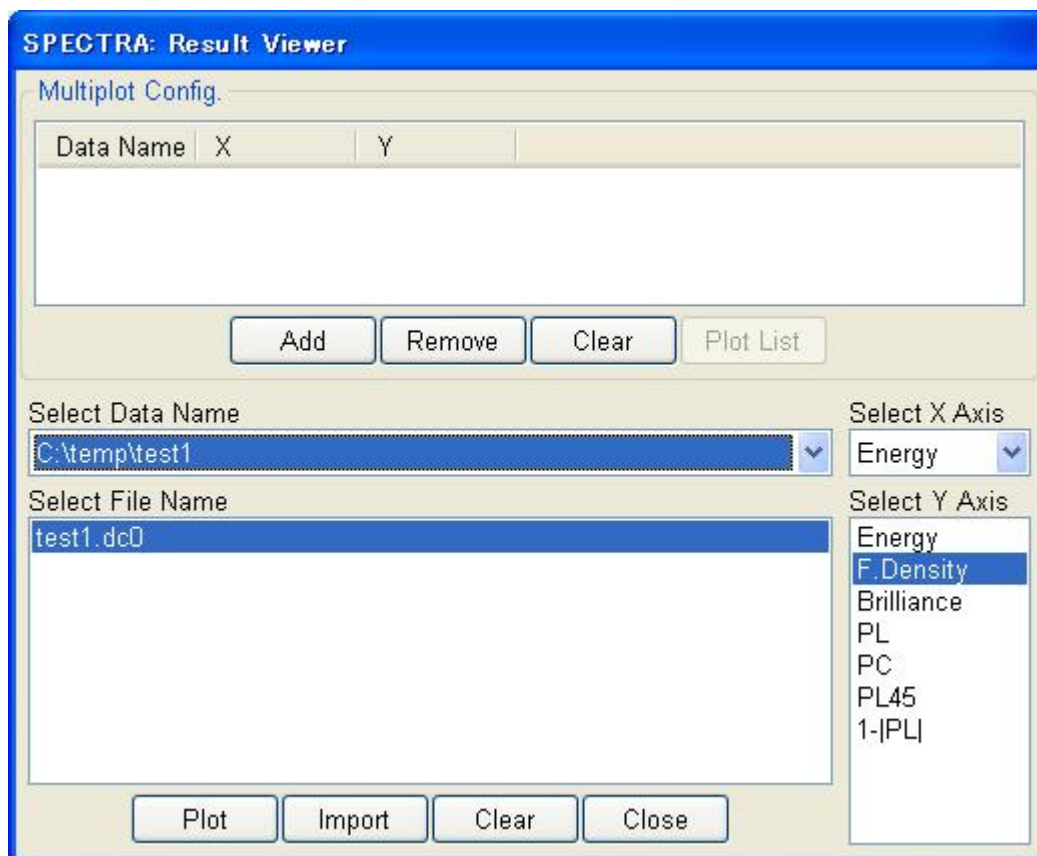 SPECTRA: Result Viewer
Multiplot Config.
Data Name X Y
Add Remove Clear Plot List
Select Data Name
C:\temp\test1
Select X Axis
Energy
Select File Name
test1.dc0
Select Y Axis
Energy
F.Density
Brilliance
PL
PC
PL45
1-|PL|
Plot Import Clear Close